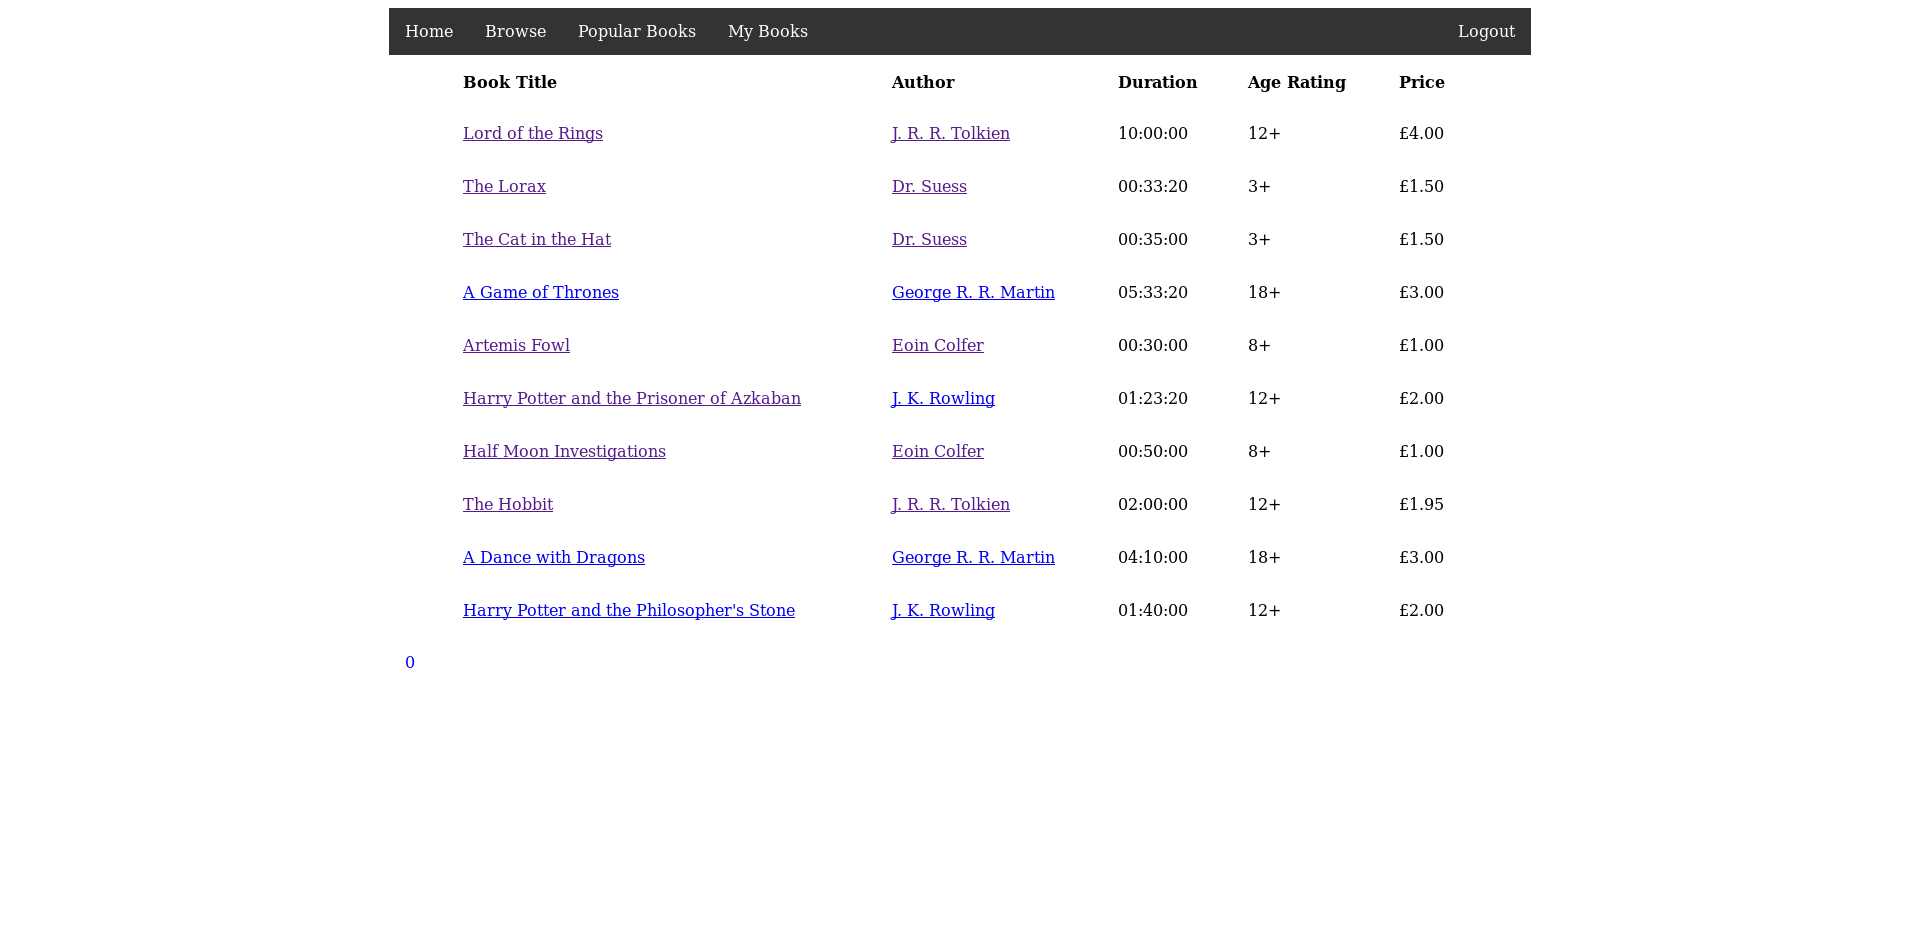 Home Browse Popular Books My Books Logout
Book Title Author Duration Age Rating Price
Lord of the Rings J. R. R. Tolkien 10:00:00 12+ £4.00
The Lorax Dr. Suess 00:33:20 3+ £1.50
The Cat in the Hat Dr. Suess 00:35:00 3+ £1.50
A Game of Thrones George R. R. Martin 05:33:20 18+ £3.00
Artemis Fowl Eoin Colfer 00:30:00 8+ £1.00
Harry Potter and the Prisoner of Azkaban J. K. Rowling 01:23:20 12+ £2.00
Half Moon Investigations Eoin Colfer 00:50:00 8+ £1.00
The Hobbit J. R. R. Tolkien 02:00:00 12+ £1.95
A Dance with Dragons George R. R. Martin 04:10:00 18+ £3.00
Harry Potter and the Philosopher's Stone J. K. Rowling 01:40:00 12+ £2.00
0